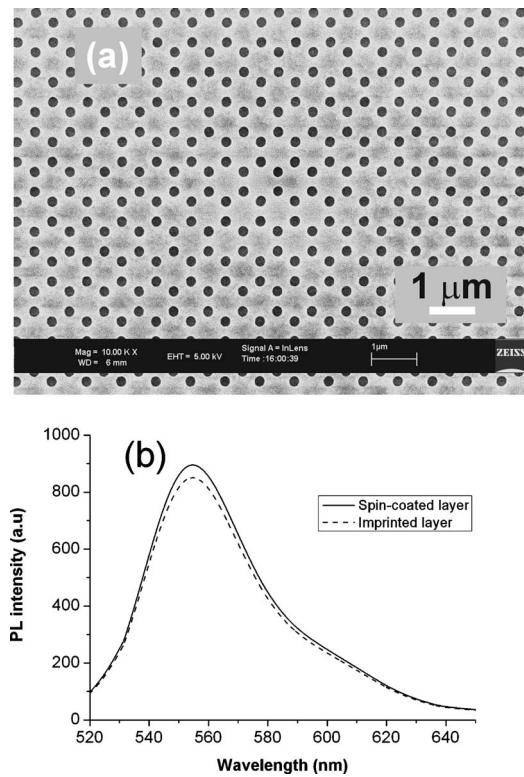 (a)
1 μm
Mag = 10.00 K X
WD = 6 mm
EHT = 5.00 kV
Signal A = InLens
Time :16:00:39
1μm
ZEISS
(b)
1000
800
600
400
200
0
PL intensity (a.u)
Spin-coated layer
Imprinted layer
520 540 560 580 600 620 640
Wavelength (nm)